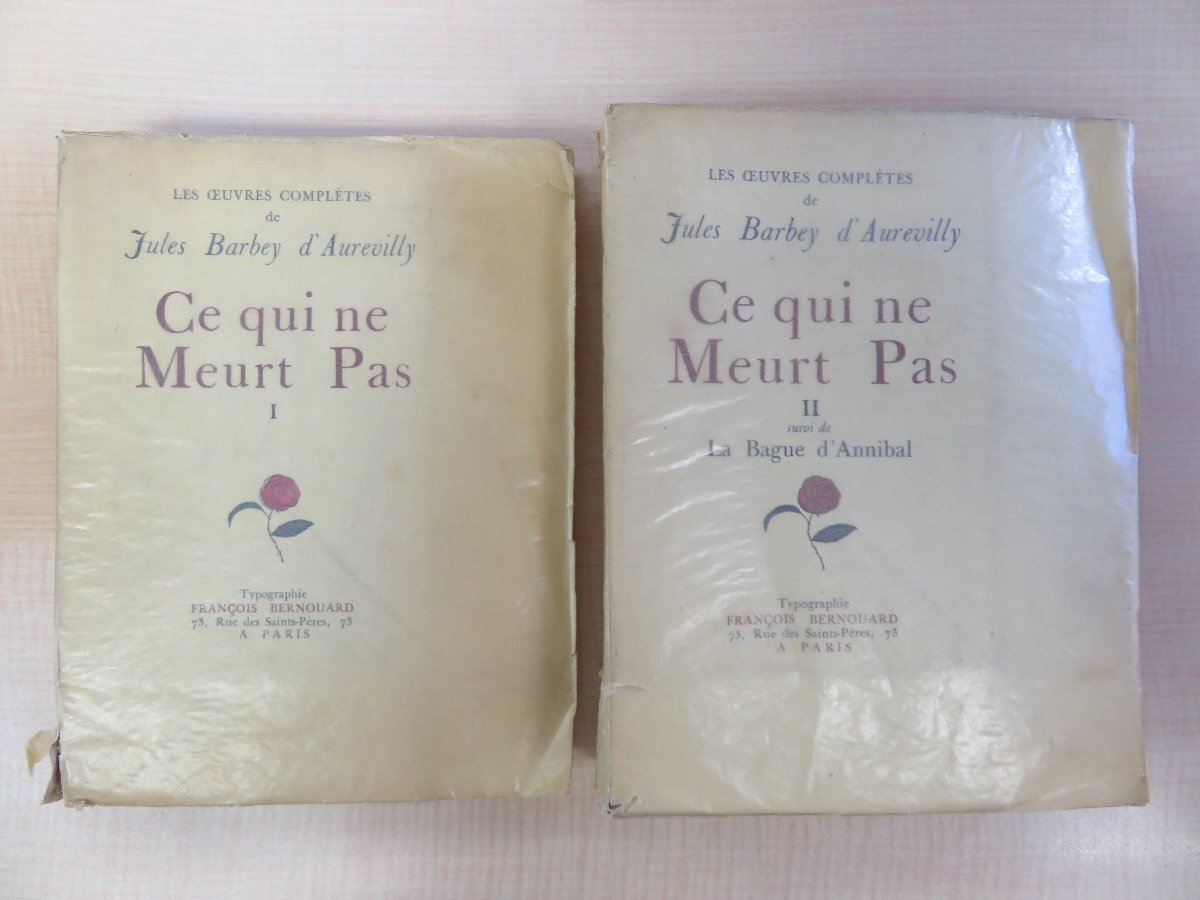 LES ŒUVRES COMPLÈTES
de
Jules Barbey d'Aurevilly
Ce qui ne
Meurt Pas
I
Typographie
FRANÇOIS BERNOUARD
73, Rue des Saints-Pères, 73
A PARIS
LES ŒUVRES COMPLÈTES
de
Jules Barbey d'Aurevilly
Ce qui ne
Meurt Pas
II
suivi de
La Bague d'Annibal
Typographie
FRANÇOIS BERNOUARD
73, Rue des Saints-Pères, 73
A PARIS